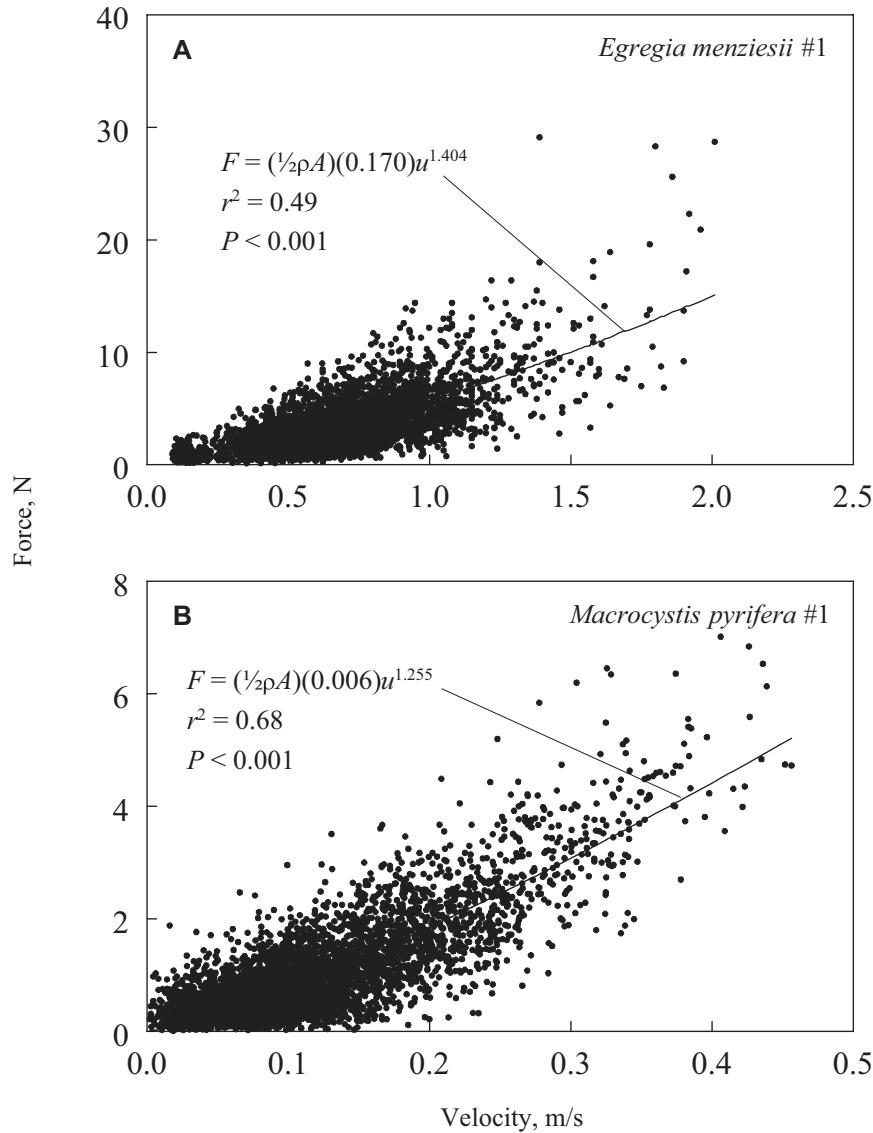 40
A
Egregia menziesii #1
30
F = (½ρA)(0.170)u^1.404
r² = 0.49
P < 0.001
20
10
0
0.0 0.5 1.0 1.5 2.0 2.5
Force, N
8
B
Macrocystis pyrifera #1
F = (½ρA)(0.006)u^1.255
6
r² = 0.68
P < 0.001
4
2
0
0.0 0.1 0.2 0.3 0.4 0.5
Velocity, m/s